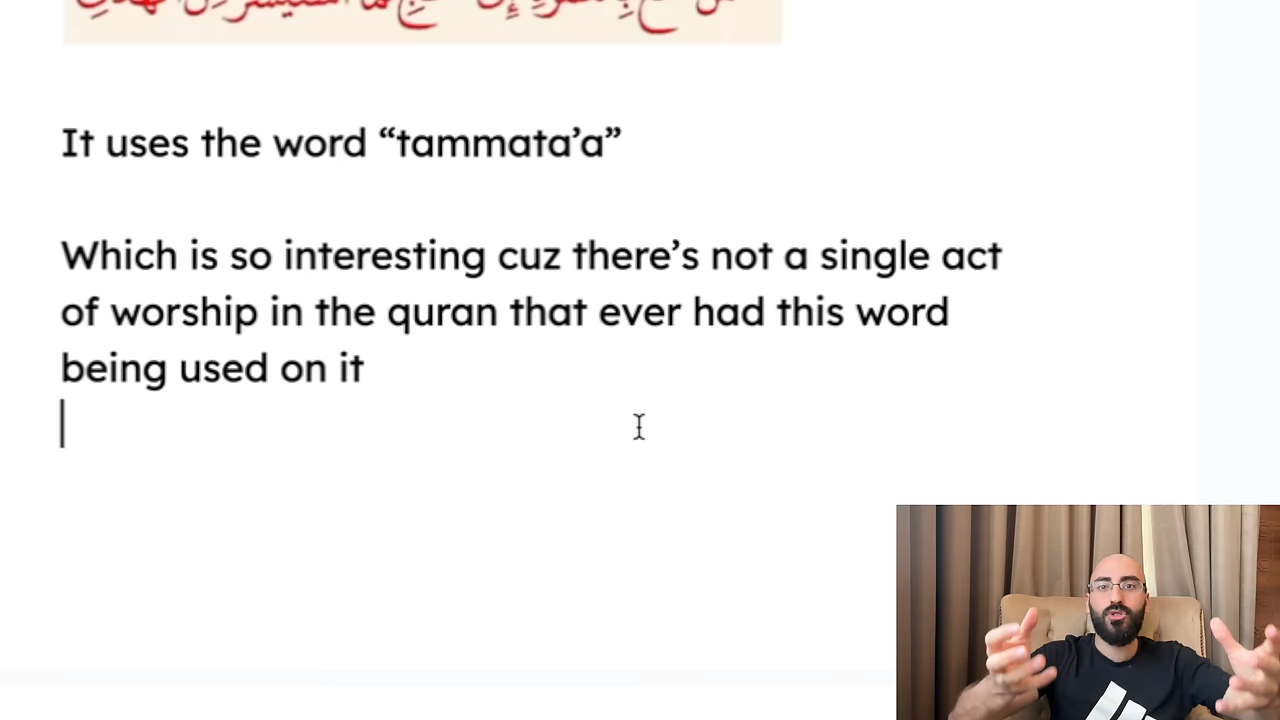 It uses the word “tammata’a”
Which is so interesting cuz there’s not a single act
of worship in the quran that ever had this word
being used on it